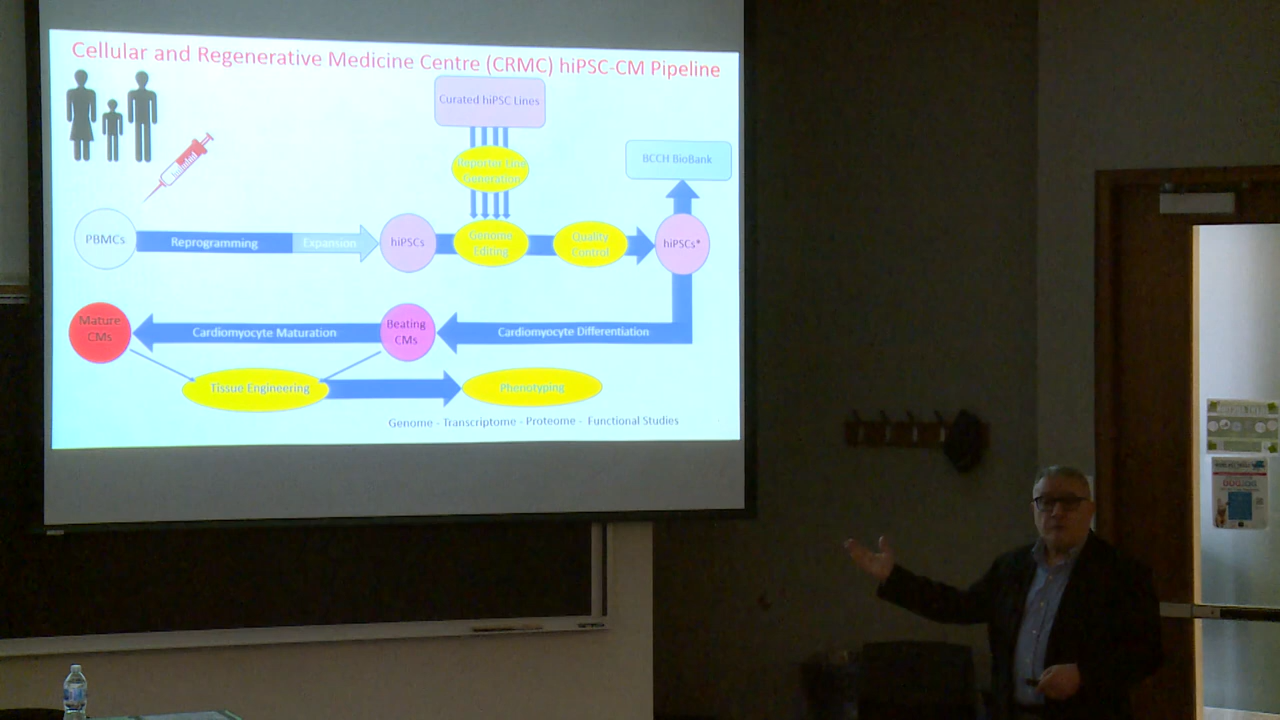 Cellular and Regenerative Medicine Centre (CRMC) hiPSC-CM Pipeline
Curated hiPSC Lines
Reporter Line
Generation
BCCH BioBank
PBMCs
Reprogramming
Expansion
hiPSCs
Genome
Editing
Quality
Control
hiPSCs*
Mature
CMs
Cardiomyocyte Maturation
Beating
CMs
Cardiomyocyte Differentiation
Tissue Engineering
Phenotyping
Genome - Transcriptome - Proteome - Functional Studies